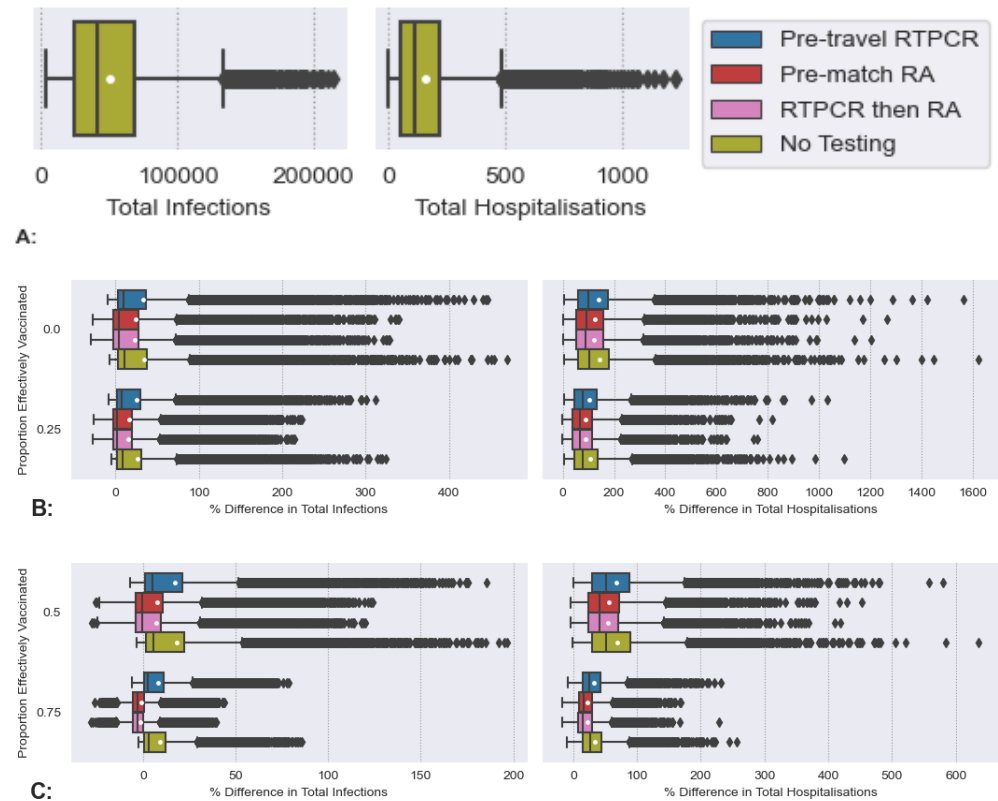 Pre-travel RTPCR
Pre-match RA
RTPCR then RA
No Testing
0 100000 200000
Total Infections
0 500 1000
Total Hospitalisations
A:
Proportion Effectively Vaccinated
0.0
0.25
0 100 200 300 400
% Difference in Total Infections
0 200 400 600 800 1000 1200 1400 1600
% Difference in Total Hospitalisations
B:
Proportion Effectively Vaccinated
0.5
0.75
0 50 100 150 200
% Difference in Total Infections
0 100 200 300 400 500 600
% Difference in Total Hospitalisations
C: